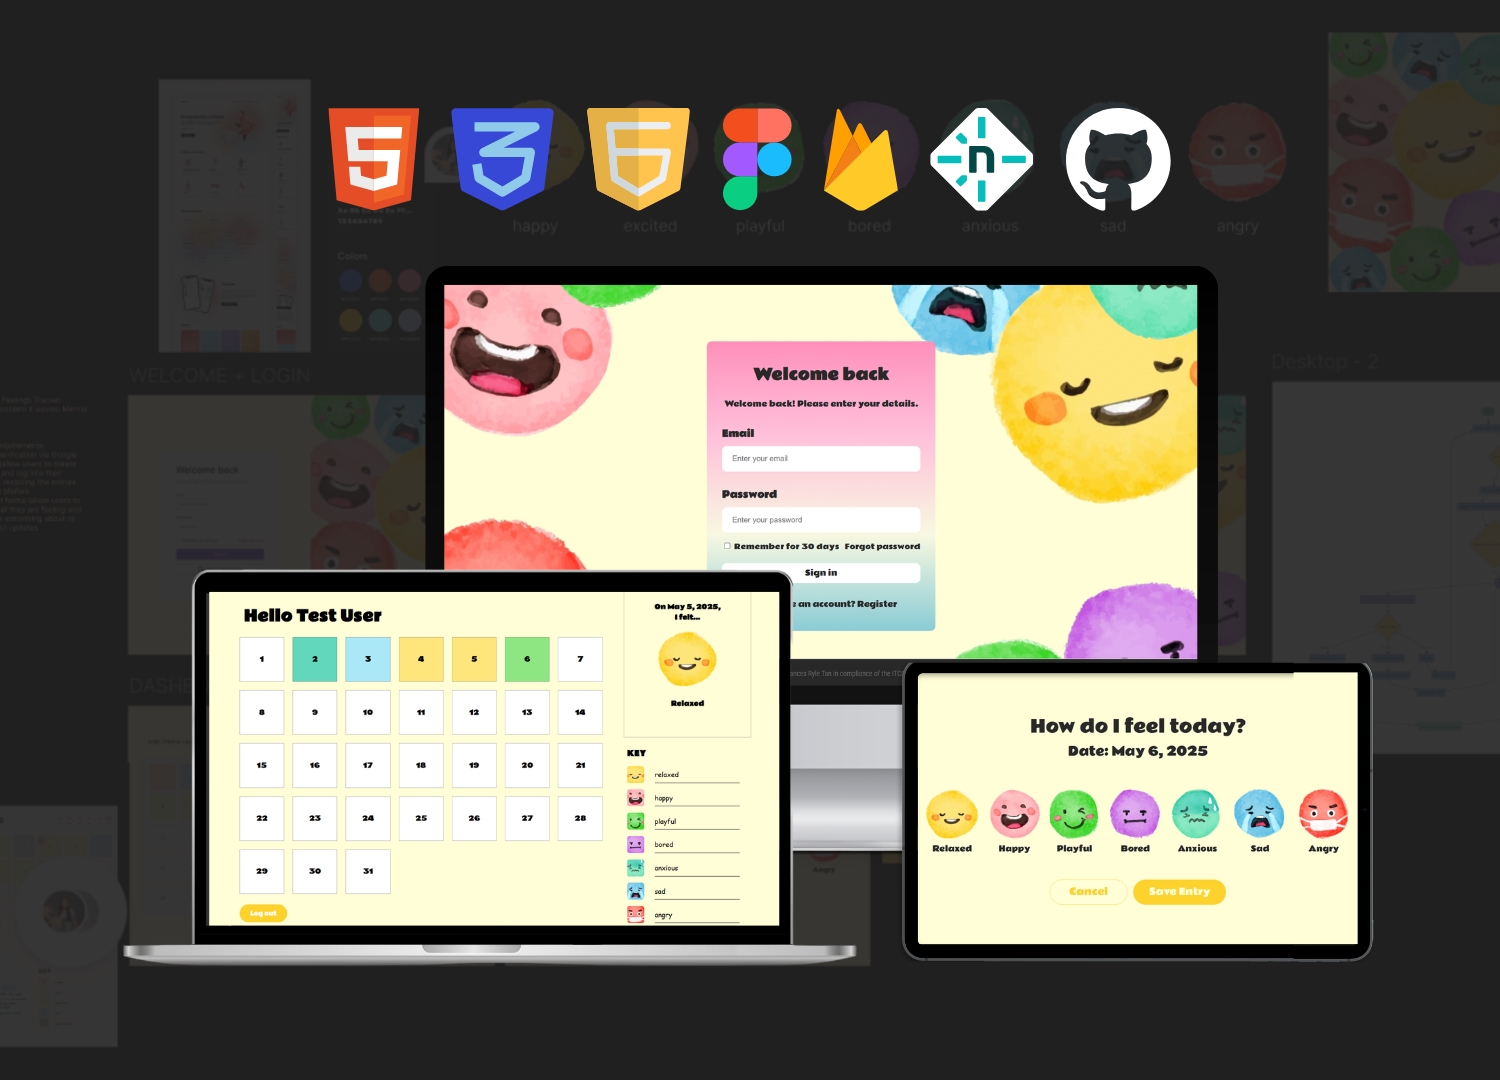 happy
excited
playful
bored
anxious
sad
angry
Colors
WELCOME + LOGIN
Desktop - 2
Welcome back
Welcome back
Welcome back! Please enter your details.
Email
Enter your email
Password
Enter your password
Remember for 30 days Forgot password
Sign in
an account? Register
Hello Test User
1 2 3 4 5 6 7
8 9 10 11 12 13 14
15 16 17 18 19 20 21
22 23 24 25 26 27 28
29 30 31
Log out
On May 5, 2025,
I felt...
Relaxed
KEY
relaxed
happy
playful
bored
anxious
sad
angry
How do I feel today?
Date: May 6, 2025
Relaxed Happy Playful Bored Anxious Sad Angry
Cancel Save Entry
Angry
KEY